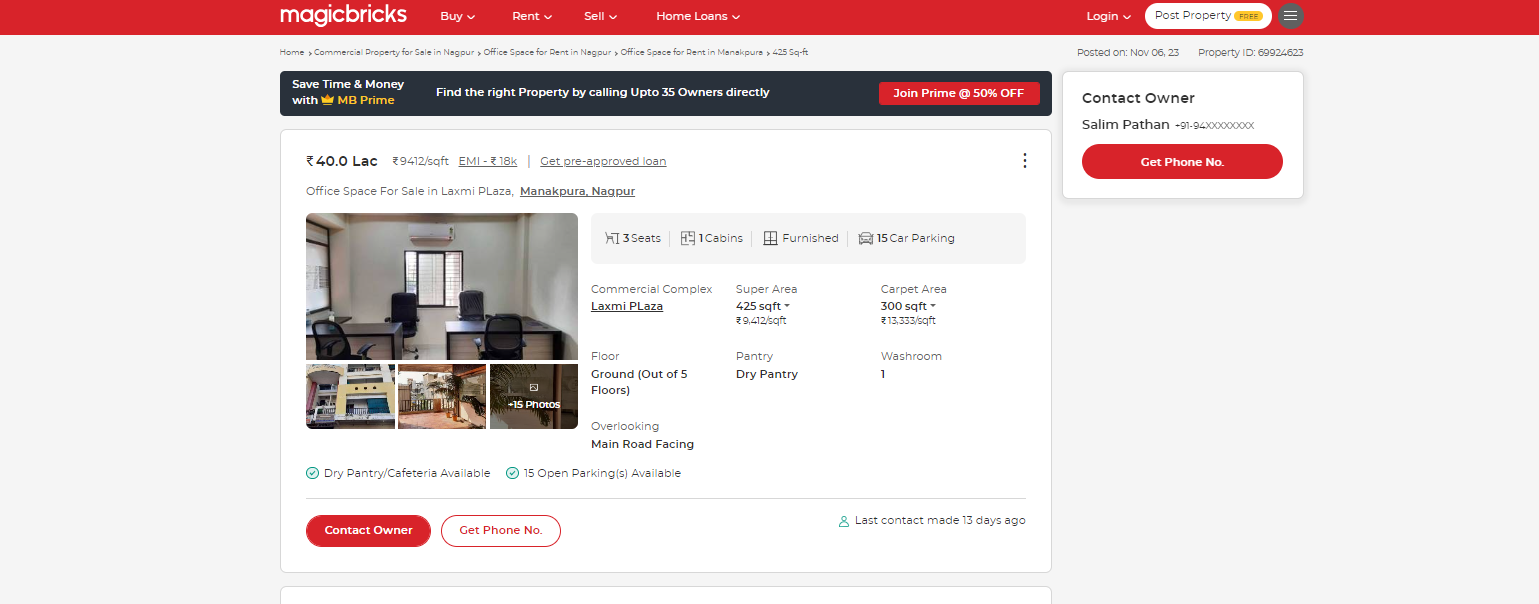 magicbricks
Buy
Rent
Sell
Home Loans
Login
Post Property FREE
Home > Commercial Property for Sale in Nagpur > Office Space for Rent in Nagpur > Office Space for Rent in Manakpura > 425 Sq-ft
Posted on: Nov 06, 23 Property ID: 69924623
Save Time & Money
with MB Prime
Find the right Property by calling Upto 35 Owners directly
Join Prime @ 50% OFF
Contact Owner
Salim Pathan +91-94XXXXXXXX
Get Phone No.
₹40.0 Lac ₹9412/sqft EMI - ₹ 18k | Get pre-approved loan
Office Space For Sale in Laxmi PLaza, Manakpura, Nagpur
3 Seats
1 Cabins
Furnished
15 Car Parking
Commercial Complex
Laxmi PLaza
Super Area
425 sqft
₹9,412/sqft
Carpet Area
300 sqft
₹13,333/sqft
Floor
Ground (Out of 5
Floors)
Pantry
Dry Pantry
Washroom
1
+15 Photos
Overlooking
Main Road Facing
Dry Pantry/Cafeteria Available
15 Open Parking(s) Available
Contact Owner
Get Phone No.
Last contact made 13 days ago